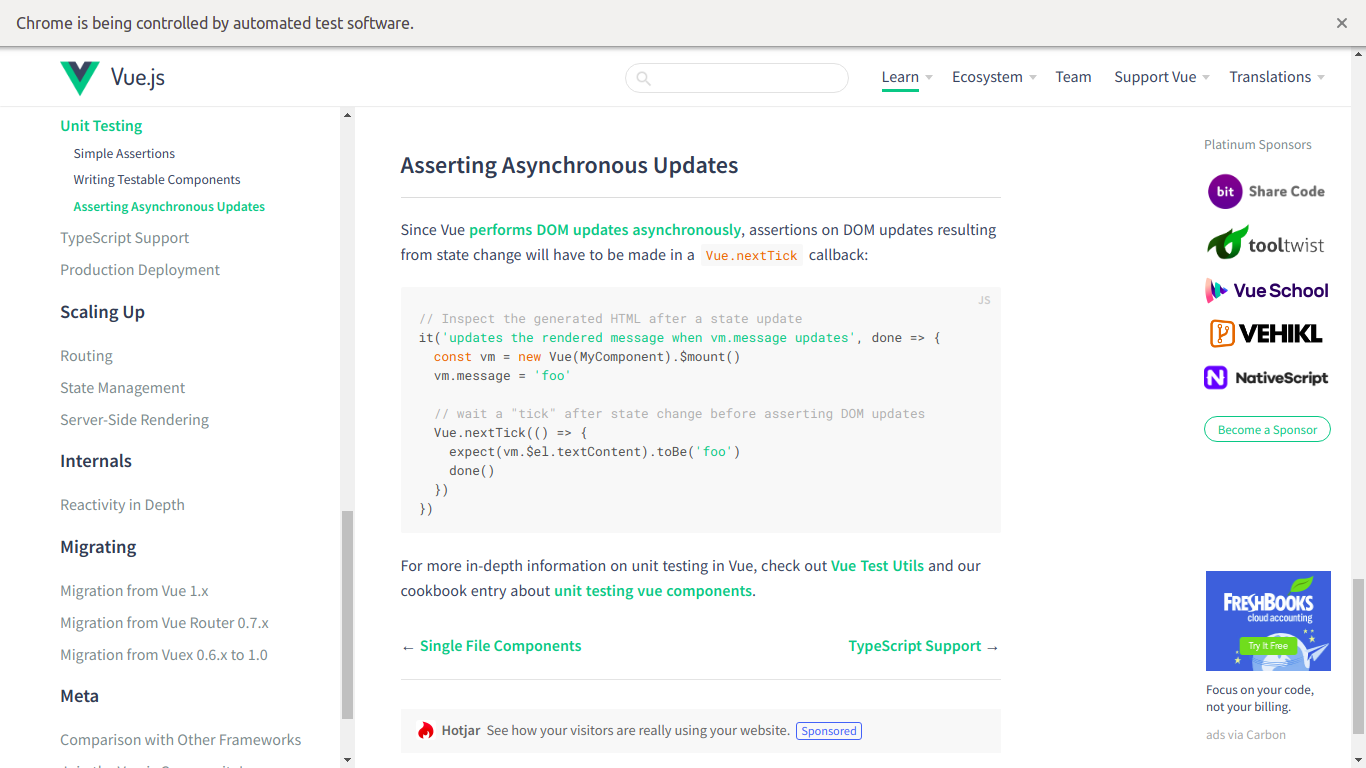 Chrome is being controlled by automated test software.
Vue.js
Learn
Ecosystem
Team
Support Vue
Translations
Unit Testing
Simple Assertions
Writing Testable Components
Asserting Asynchronous Updates
TypeScript Support
Production Deployment
Scaling Up
Routing
State Management
Server-Side Rendering
Internals
Reactivity in Depth
Migrating
Migration from Vue 1.x
Migration from Vue Router 0.7.x
Migration from Vuex 0.6.x to 1.0
Meta
Comparison with Other Frameworks
Asserting Asynchronous Updates
Since Vue performs DOM updates asynchronously, assertions on DOM updates resulting
from state change will have to be made in a Vue.nextTick callback:
JS
// Inspect the generated HTML after a state update
it('updates the rendered message when vm.message updates', done => {
  const vm = new Vue(MyComponent).$mount()
  vm.message = 'foo'
  // wait a "tick" after state change before asserting DOM updates
  Vue.nextTick(() => {
    expect(vm.$el.textContent).toBe('foo')
    done()
  })
})
For more in-depth information on unit testing in Vue, check out Vue Test Utils and our
cookbook entry about unit testing vue components.
← Single File Components
TypeScript Support →
Hotjar See how your visitors are really using your website. Sponsored
Platinum Sponsors
bit Share Code
tooltwist
Vue School
VEHIKL
N NativeScript
Become a Sponsor
FRESHBOOKS
cloud accounting
Try It Free
Focus on your code,
not your billing.
ads via Carbon